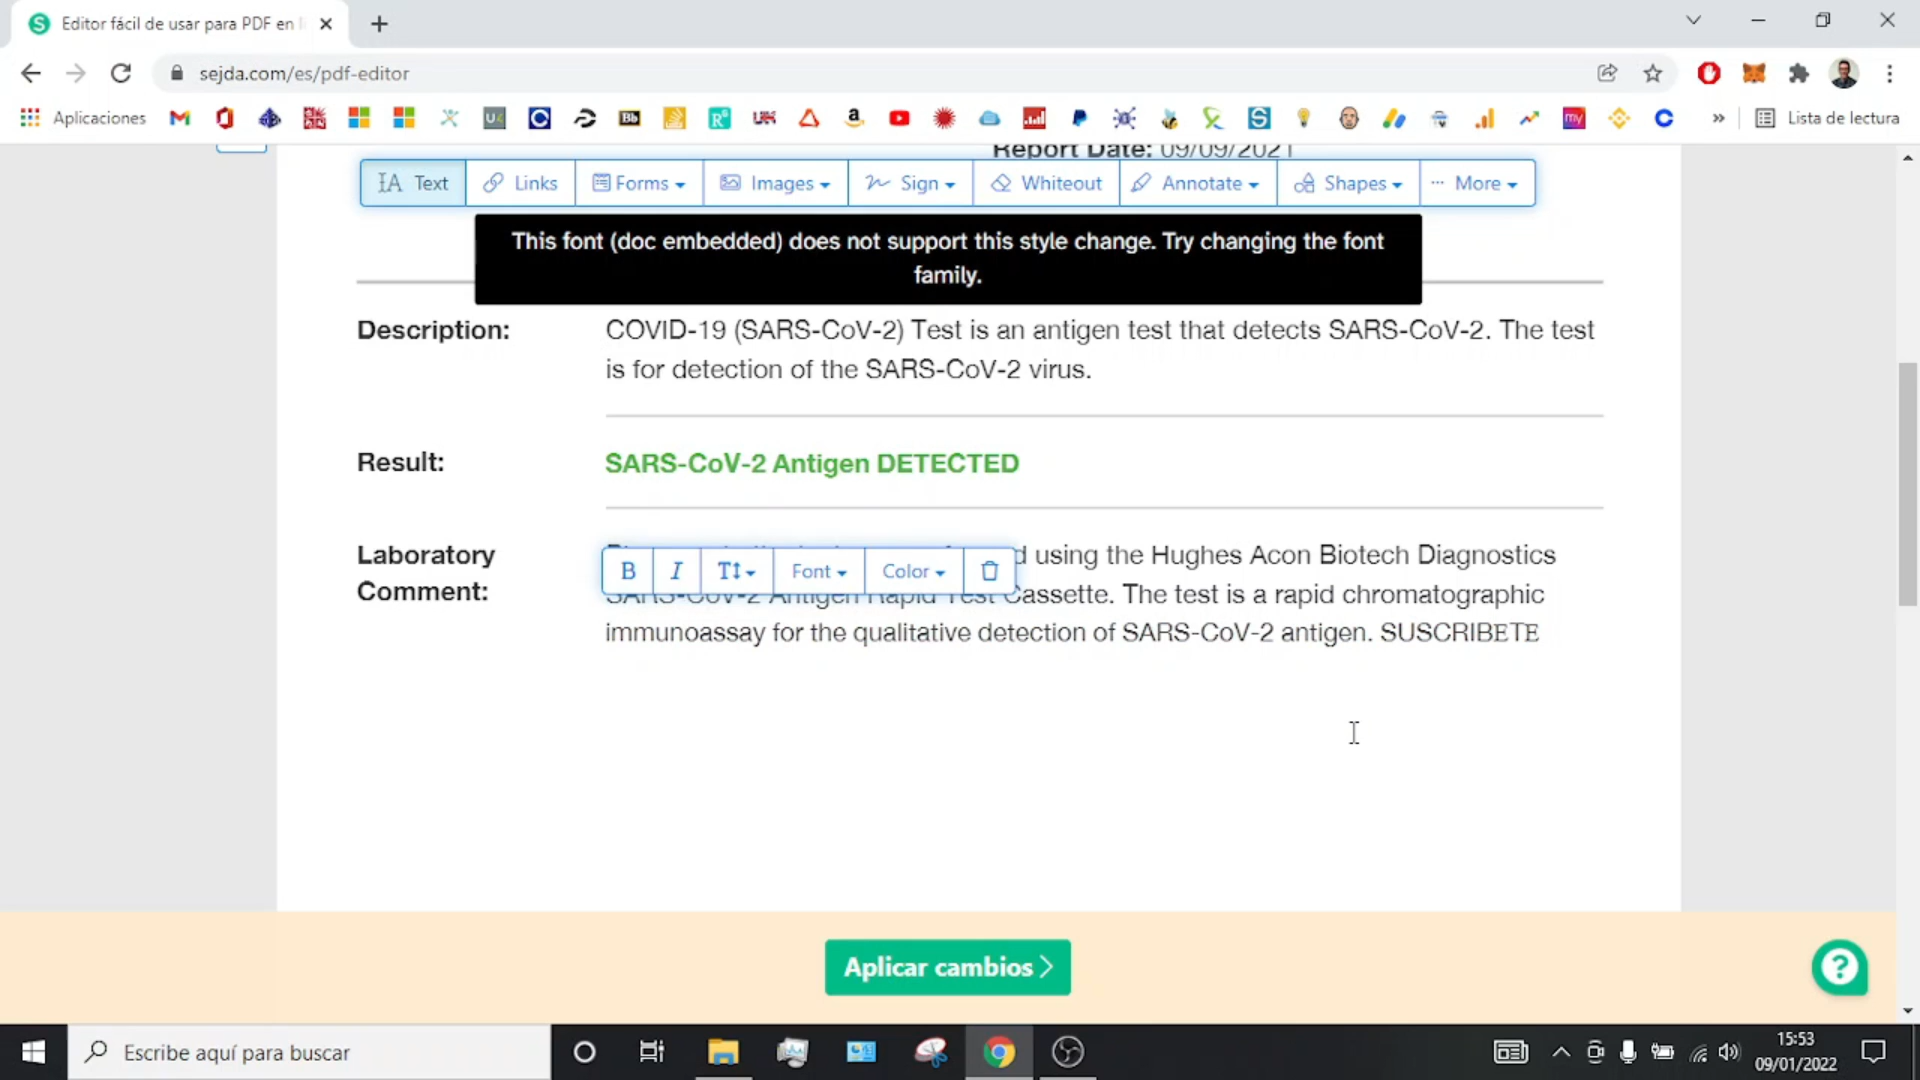 Editor fácil de usar para PDF en l
sejda.com/es/pdf-editor
Aplicaciones
Lista de lectura
Report Date: 09/09/2021
Text Links Forms Images Sign Whiteout Annotate Shapes More
This font (doc embedded) does not support this style change. Try changing the font
family.
Description:
COVID-19 (SARS-CoV-2) Test is an antigen test that detects SARS-CoV-2. The test
is for detection of the SARS-CoV-2 virus.
Result:
SARS-CoV-2 Antigen DETECTED
Laboratory
Comment:
using the Hughes Acon Biotech Diagnostics
B I T Font Color
SARS-CoV-2 Antigen Rapid Test Cassette. The test is a rapid chromatographic
immunoassay for the qualitative detection of SARS-CoV-2 antigen. SUSCRIBETE
Aplicar cambios
?
Escribe aquí para buscar
15:53
09/01/2022